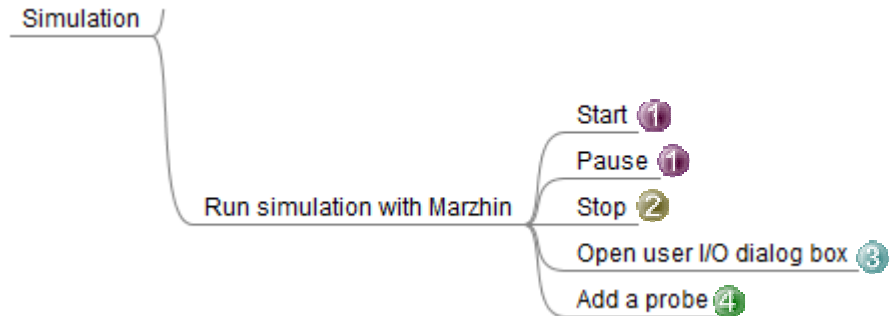 Simulation
Start 1
Pause 1
Run simulation with Marzhin
Stop 2
Open user I/O dialog box 3
Add a probe 4